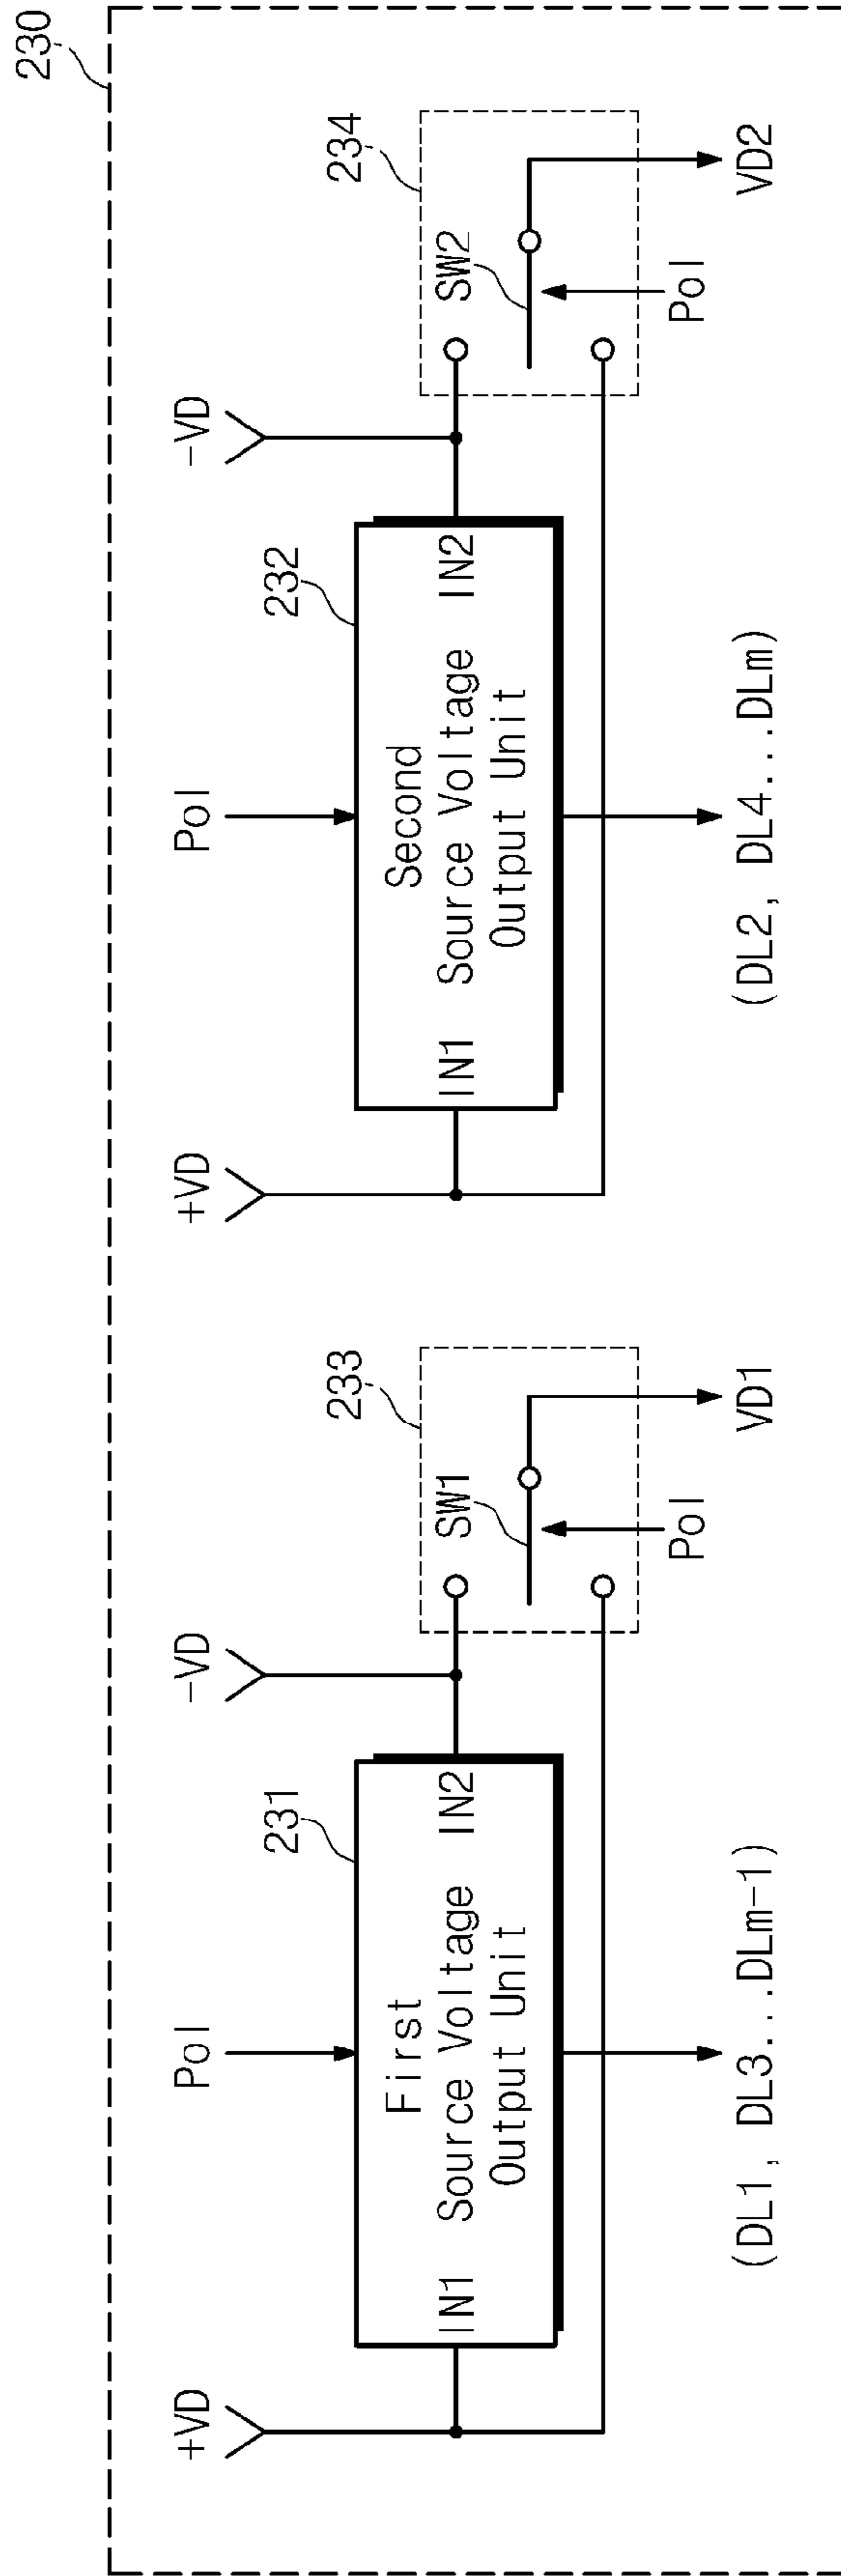 230
+VD
Pol
-VD
+VD
Pol
-VD
231
233
232
234
IN1
First
Source Voltage
Output Unit
IN2
SW1
IN1
Second
Source Voltage
Output Unit
IN2
SW2
Pol
Pol
(DL1, DL3...DLm-1)
VD1
(DL2, DL4...DLm)
VD2